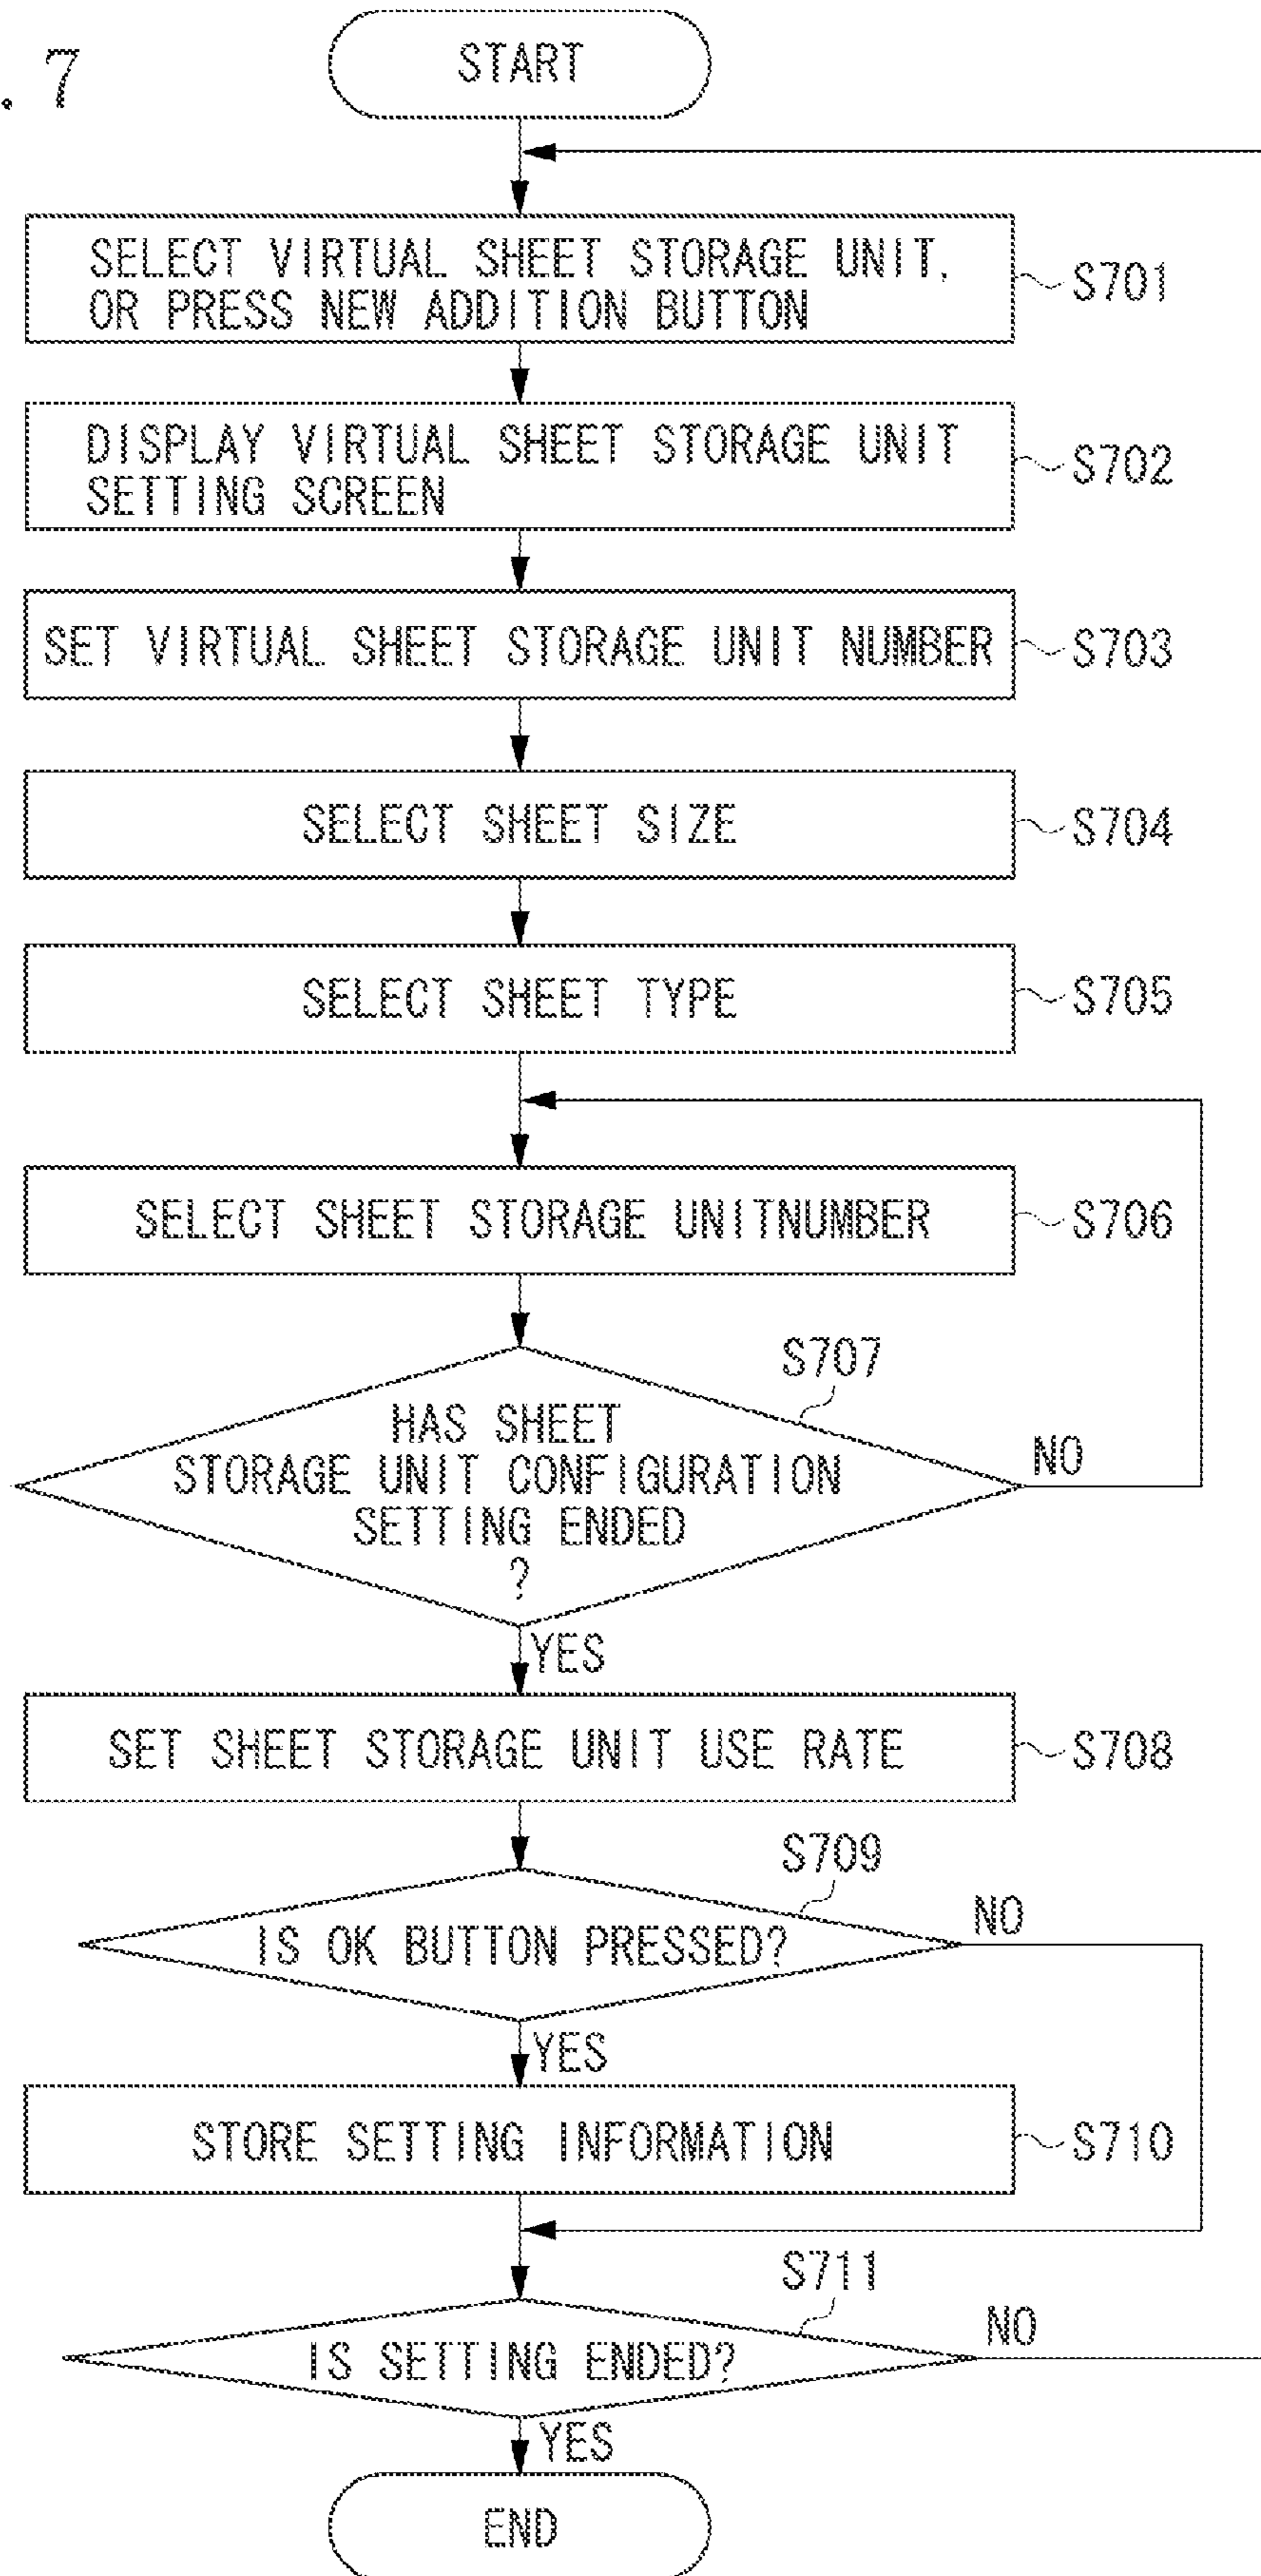 . 7
START
SELECT VIRTUAL SHEET STORAGE UNIT,
OR PRESS NEW ADDITION BUTTON
S701
DISPLAY VIRTUAL SHEET STORAGE UNIT
SETTING SCREEN
S702
SET VIRTUAL SHEET STORAGE UNIT NUMBER
S703
SELECT SHEET SIZE
S704
SELECT SHEET TYPE
S705
SELECT SHEET STORAGE UNITNUMBER
S706
S707
HAS SHEET
STORAGE UNIT CONFIGURATION
SETTING ENDED
?
NO
YES
SET SHEET STORAGE UNIT USE RATE
S708
S709
IS OK BUTTON PRESSED?
NO
YES
STORE SETTING INFORMATION
S710
S711
IS SETTING ENDED?
NO
YES
END